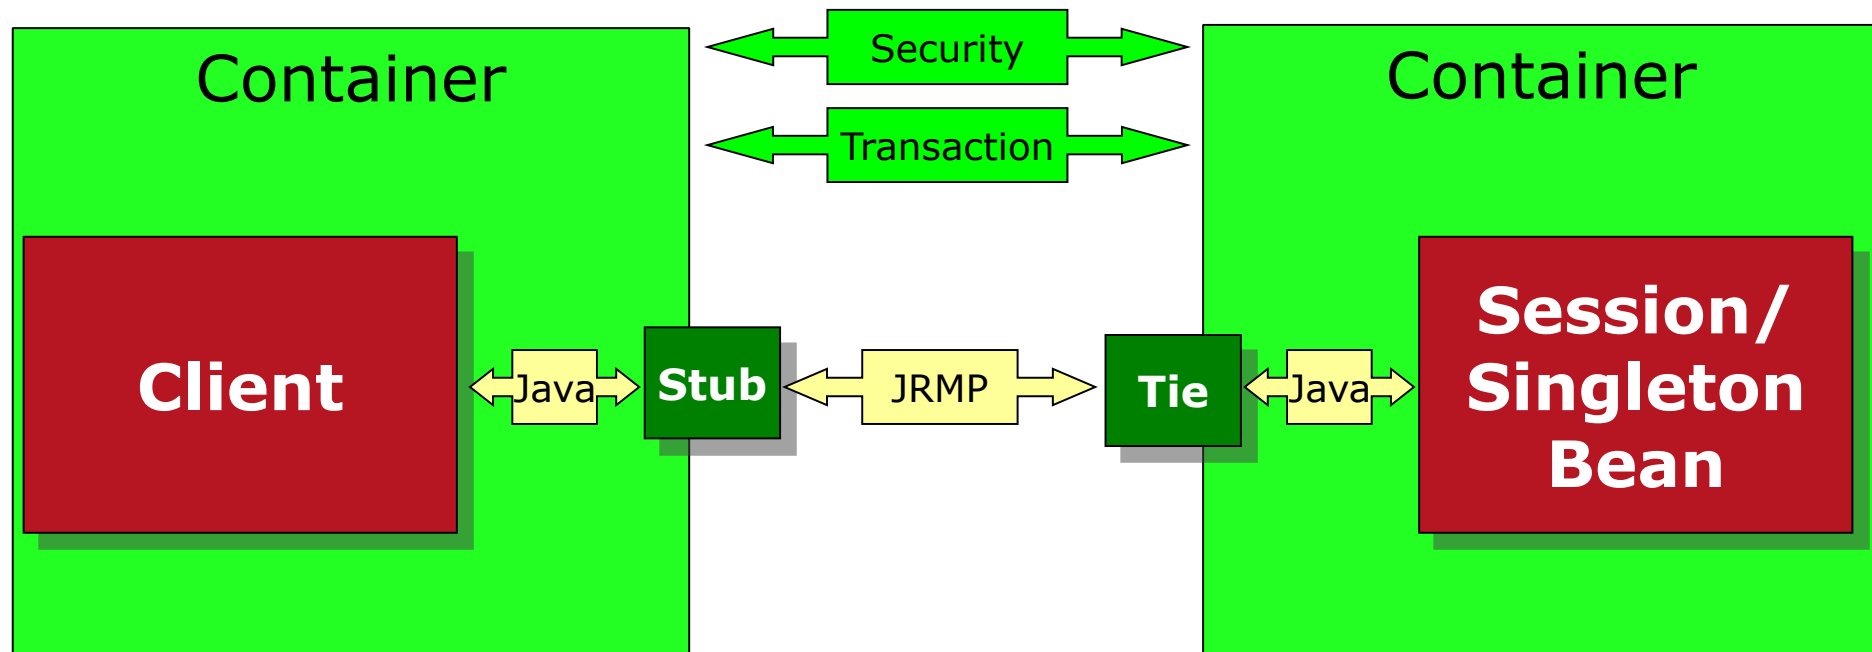 Container
Security
Transaction
Container
Client
Java
Stub
JRMP
Tie
Java
Session/
Singleton
Bean